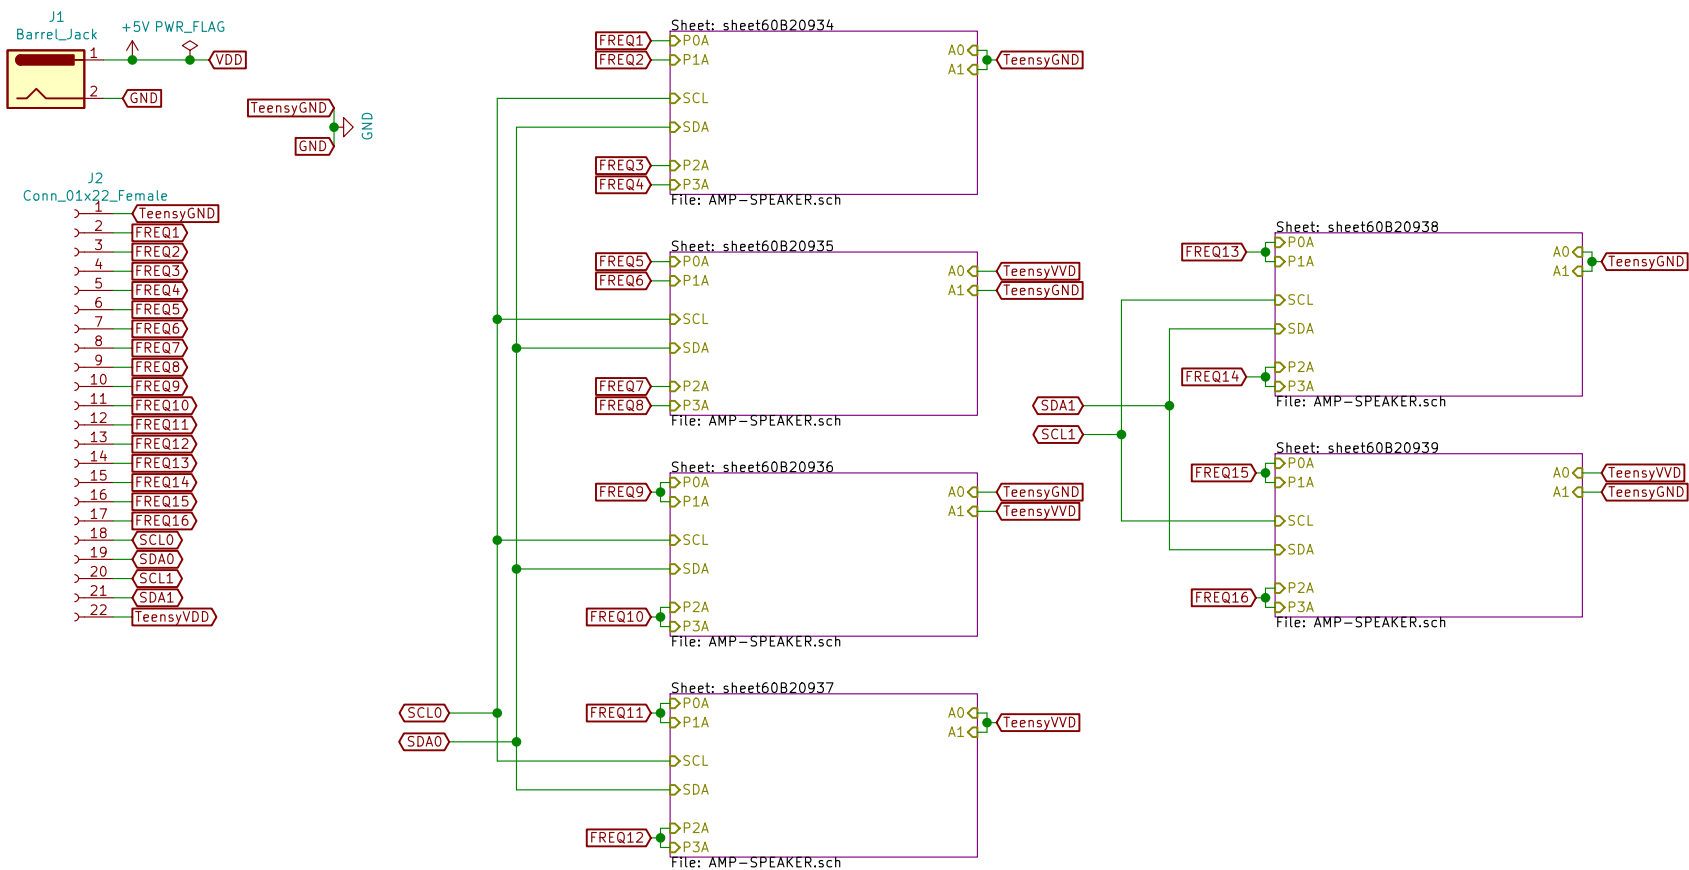 J1
Barrel_Jack
+5V PWR_FLAG
1
VDD
2
GND
TeensyGND
GND
GND
J2
Conn_01x22_Female
1 TeensyGND
2 FREQ1
3 FREQ2
4 FREQ3
5 FREQ4
6 FREQ5
7 FREQ6
8 FREQ7
9 FREQ8
10 FREQ9
11 FREQ10
12 FREQ11
13 FREQ12
14 FREQ13
15 FREQ14
16 FREQ15
17 FREQ16
18 SCL0
19 SDA0
20 SCL1
21 SDA1
22 TeensyVDD
SCL0
SDA0
Sheet: sheet60B20934
FREQ1 P0A
FREQ2 P1A
SCL
SDA
FREQ3 P2A
FREQ4 P3A
A0
A1
TeensyGND
File: AMP-SPEAKER.sch
Sheet: sheet60B20935
FREQ5 P0A
FREQ6 P1A
SCL
SDA
FREQ7 P2A
FREQ8 P3A
A0 TeensyVVD
A1 TeensyGND
File: AMP-SPEAKER.sch
Sheet: sheet60B20936
FREQ9
P0A
P1A
SCL
SDA
FREQ10
P2A
P3A
A0 TeensyGND
A1 TeensyVVD
File: AMP-SPEAKER.sch
Sheet: sheet60B20937
FREQ11
P0A
P1A
SCL
SDA
FREQ12
P2A
P3A
A0
A1
TeensyVVD
File: AMP-SPEAKER.sch
SDA1
SCL1
Sheet: sheet60B20938
FREQ13
P0A
P1A
SCL
SDA
FREQ14
P2A
P3A
A0
A1
TeensyGND
File: AMP-SPEAKER.sch
Sheet: sheet60B20939
FREQ15
P0A
P1A
SCL
SDA
FREQ16
P2A
P3A
A0 TeensyVVD
A1 TeensyGND
File: AMP-SPEAKER.sch